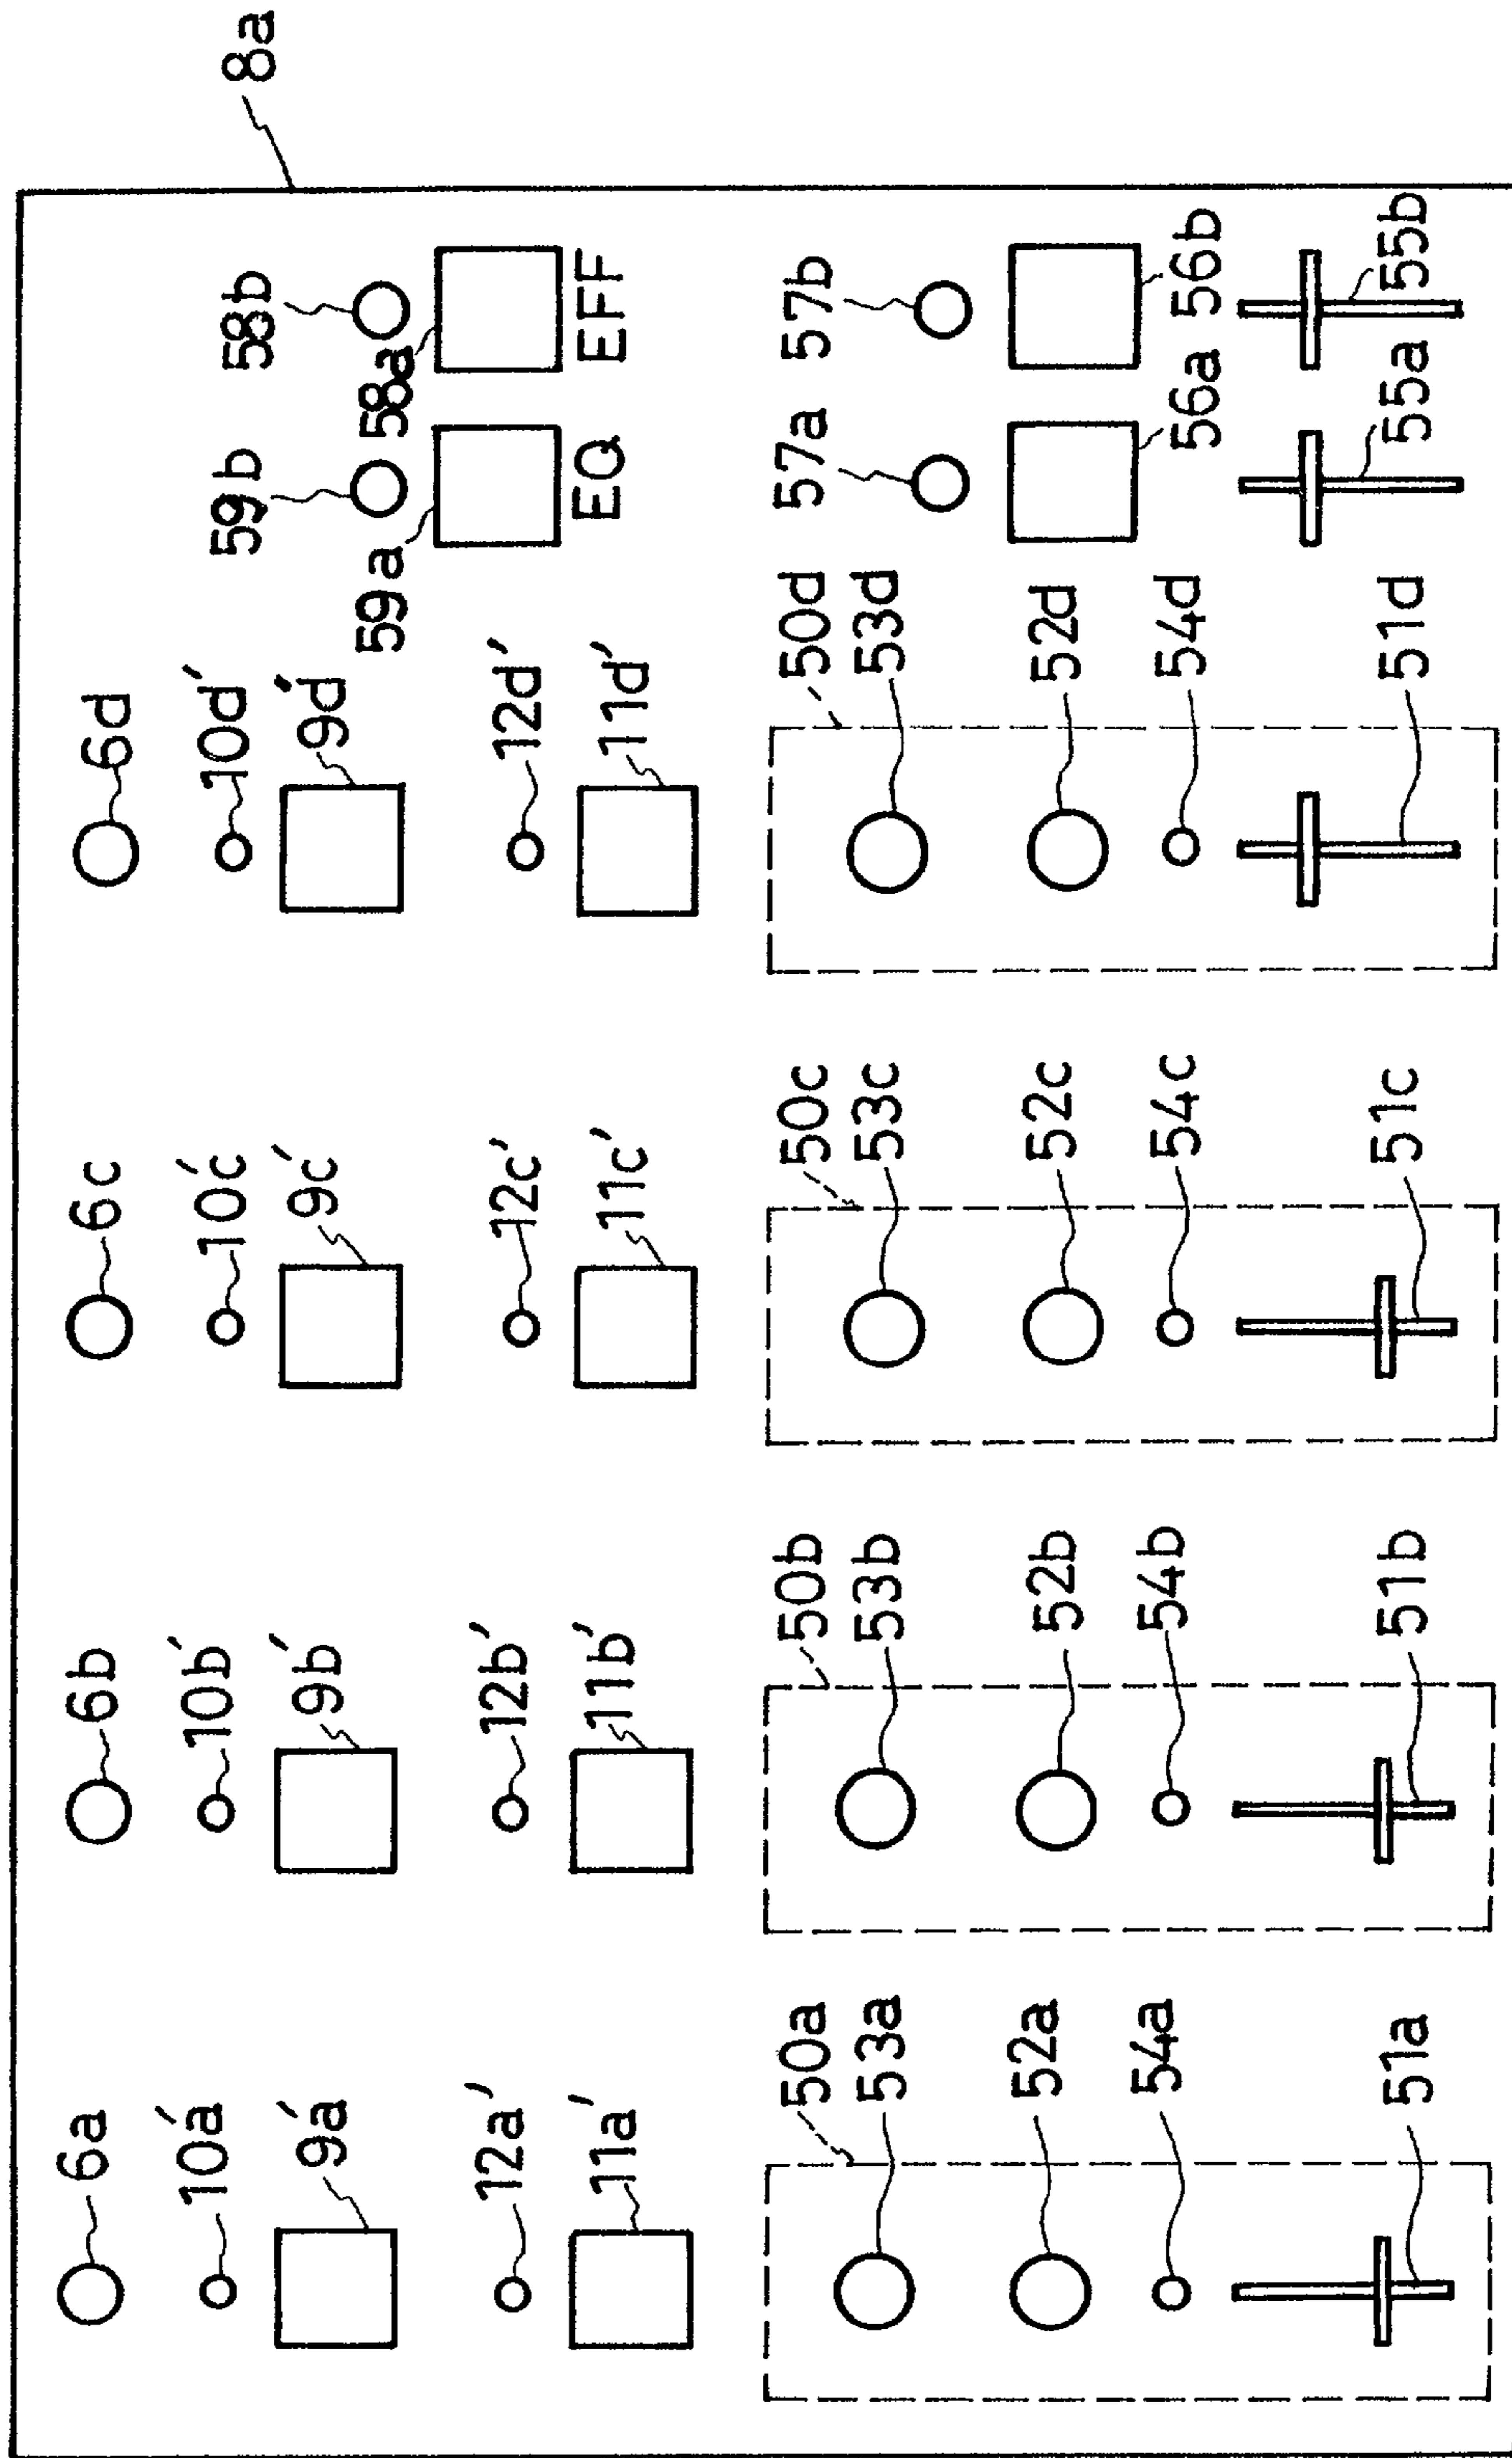 6a
6b
6c
6d
8a
10a′
10b′
10c′
10d′
59b
58b
9a′
9b′
9c′
9d′
59a
58a
12a′
12b′
12c′
12d′
11a′
11b′
11c′
11d′
EQ
EFF
50a
50b
50c
50d
57a
57b
53a
53b
53c
53d
52a
52b
52c
52d
54a
54b
54c
54d
56a
56b
51a
51b
51c
51d
55a
55b